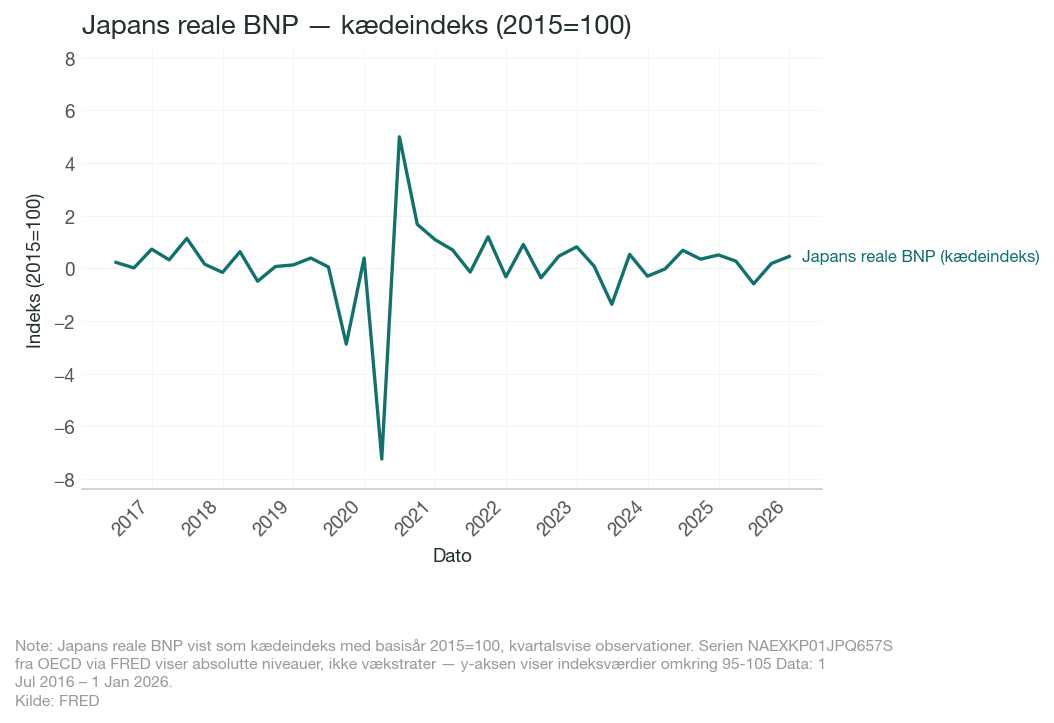 Japans reale BNP — kædeindeks (2015=100)
8
6
4
2
0
–2
–4
–6
–8
Indeks (2015=100)
Japans reale BNP (kædeindeks)
2017
2018
2019
2020
2021
2022
2023
2024
2025
2026
Dato
Note: Japans reale BNP vist som kædeindeks med basisår 2015=100, kvartalsvise observationer. Serien NAEXKP01JPQ657S
fra OECD via FRED viser absolutte niveauer, ikke vækstrater — y-aksen viser indeksværdier omkring 95-105 Data: 1
Jul 2016 – 1 Jan 2026.
Kilde: FRED